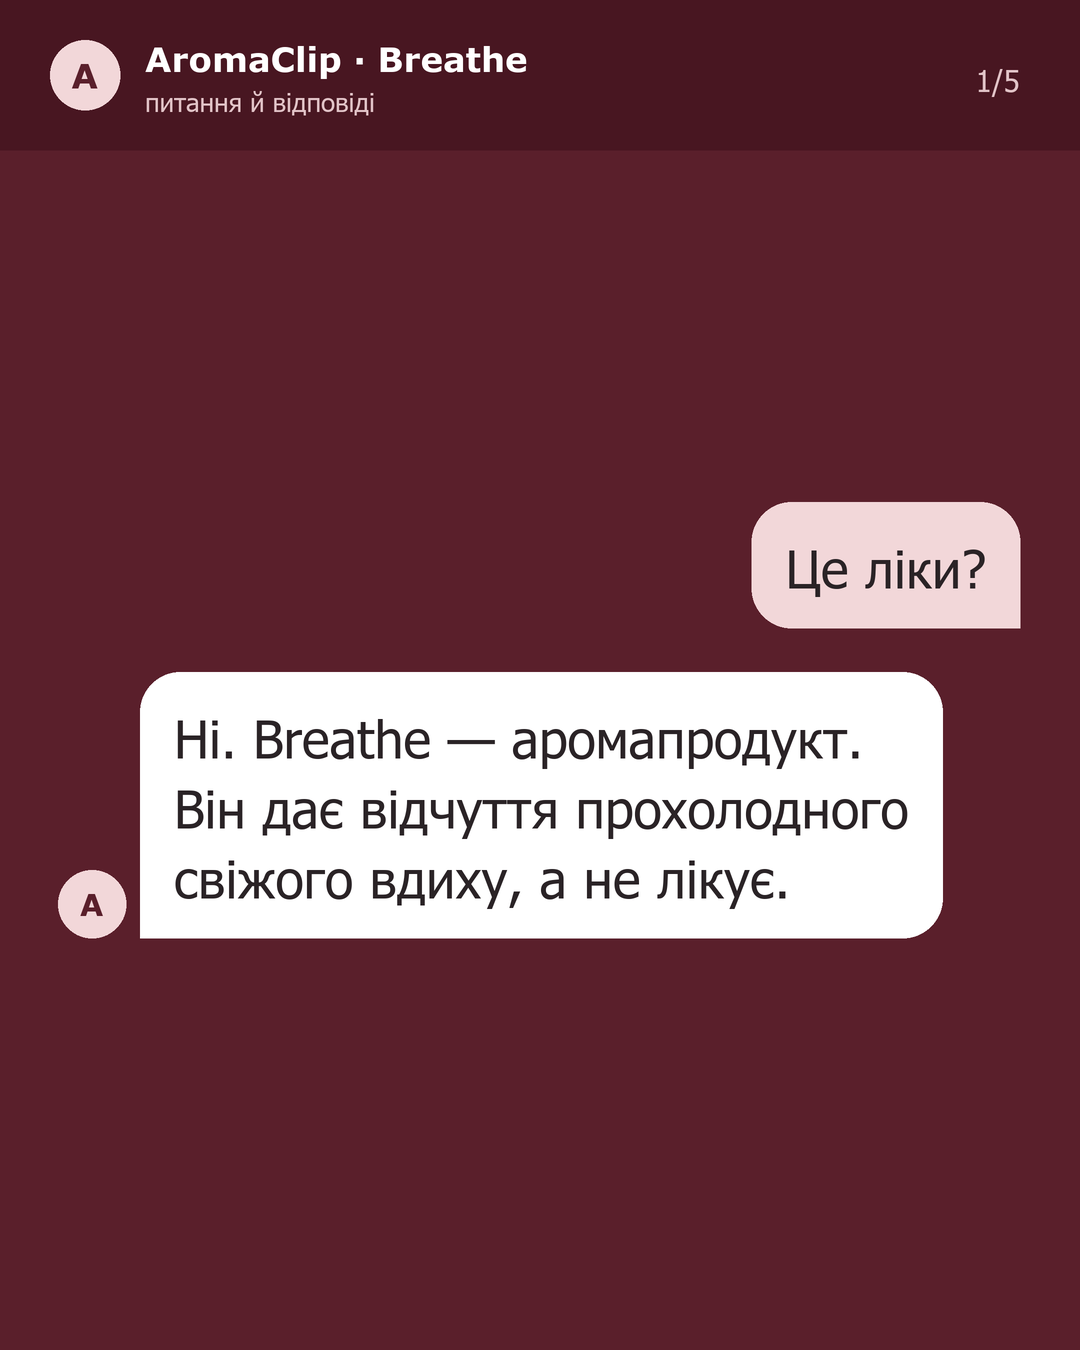 A
AromaClip · Breathe
питання й відповіді
1/5
Це ліки?
Ні. Breathe — аромапродукт.
Він дає відчуття прохолодного
свіжого вдиху, а не лікує.
A